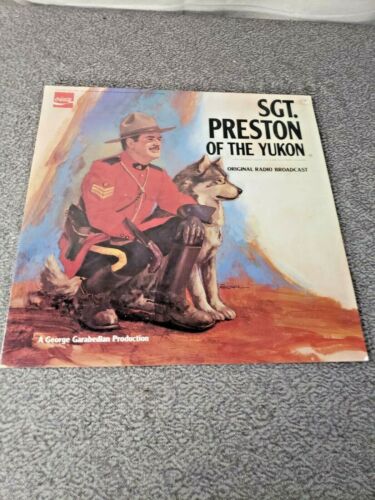 SGT.
PRESTON
OF THE YUKON
ORIGINAL RADIO BROADCAST
A George Garabedian Production